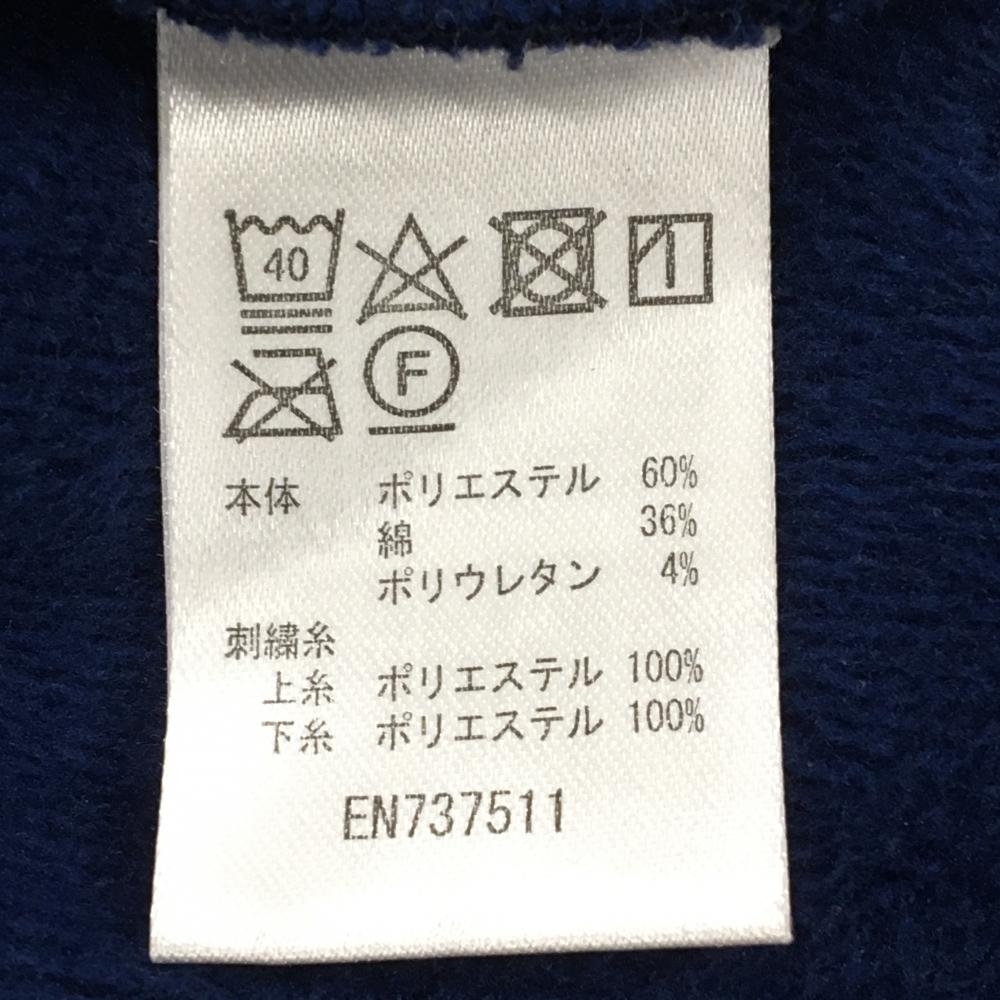 40
F
本体 ポリエステル 60%
綿 36%
ポリウレタン 4%
刺繍糸
上糸 ポリエステル 100%
下糸 ポリエステル 100%
EN737511